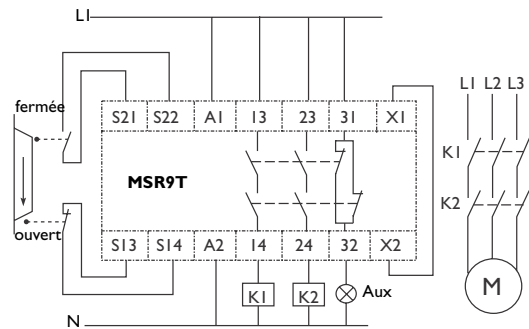 L1
fermée
S21 S22 A1 13 23 31 X1
L1 L2 L3
K1
MSR9T
K2
ouvert
S13 S14 A2 14 24 32 X2
K1 K2 Aux
M
N